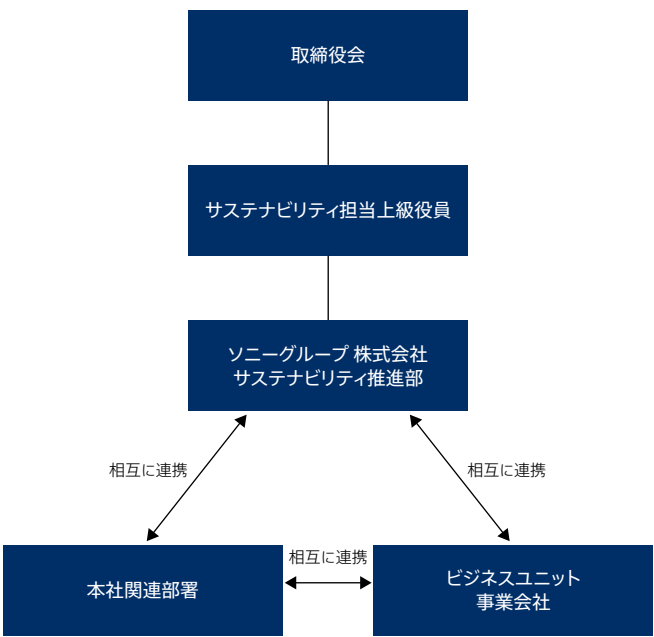 取締役会
サステナビリティ担当上級役員
ソニーグループ 株式会社
サステナビリティ推進部
相互に連携
相互に連携
相互に連携
本社関連部署
ビジネスユニット
事業会社